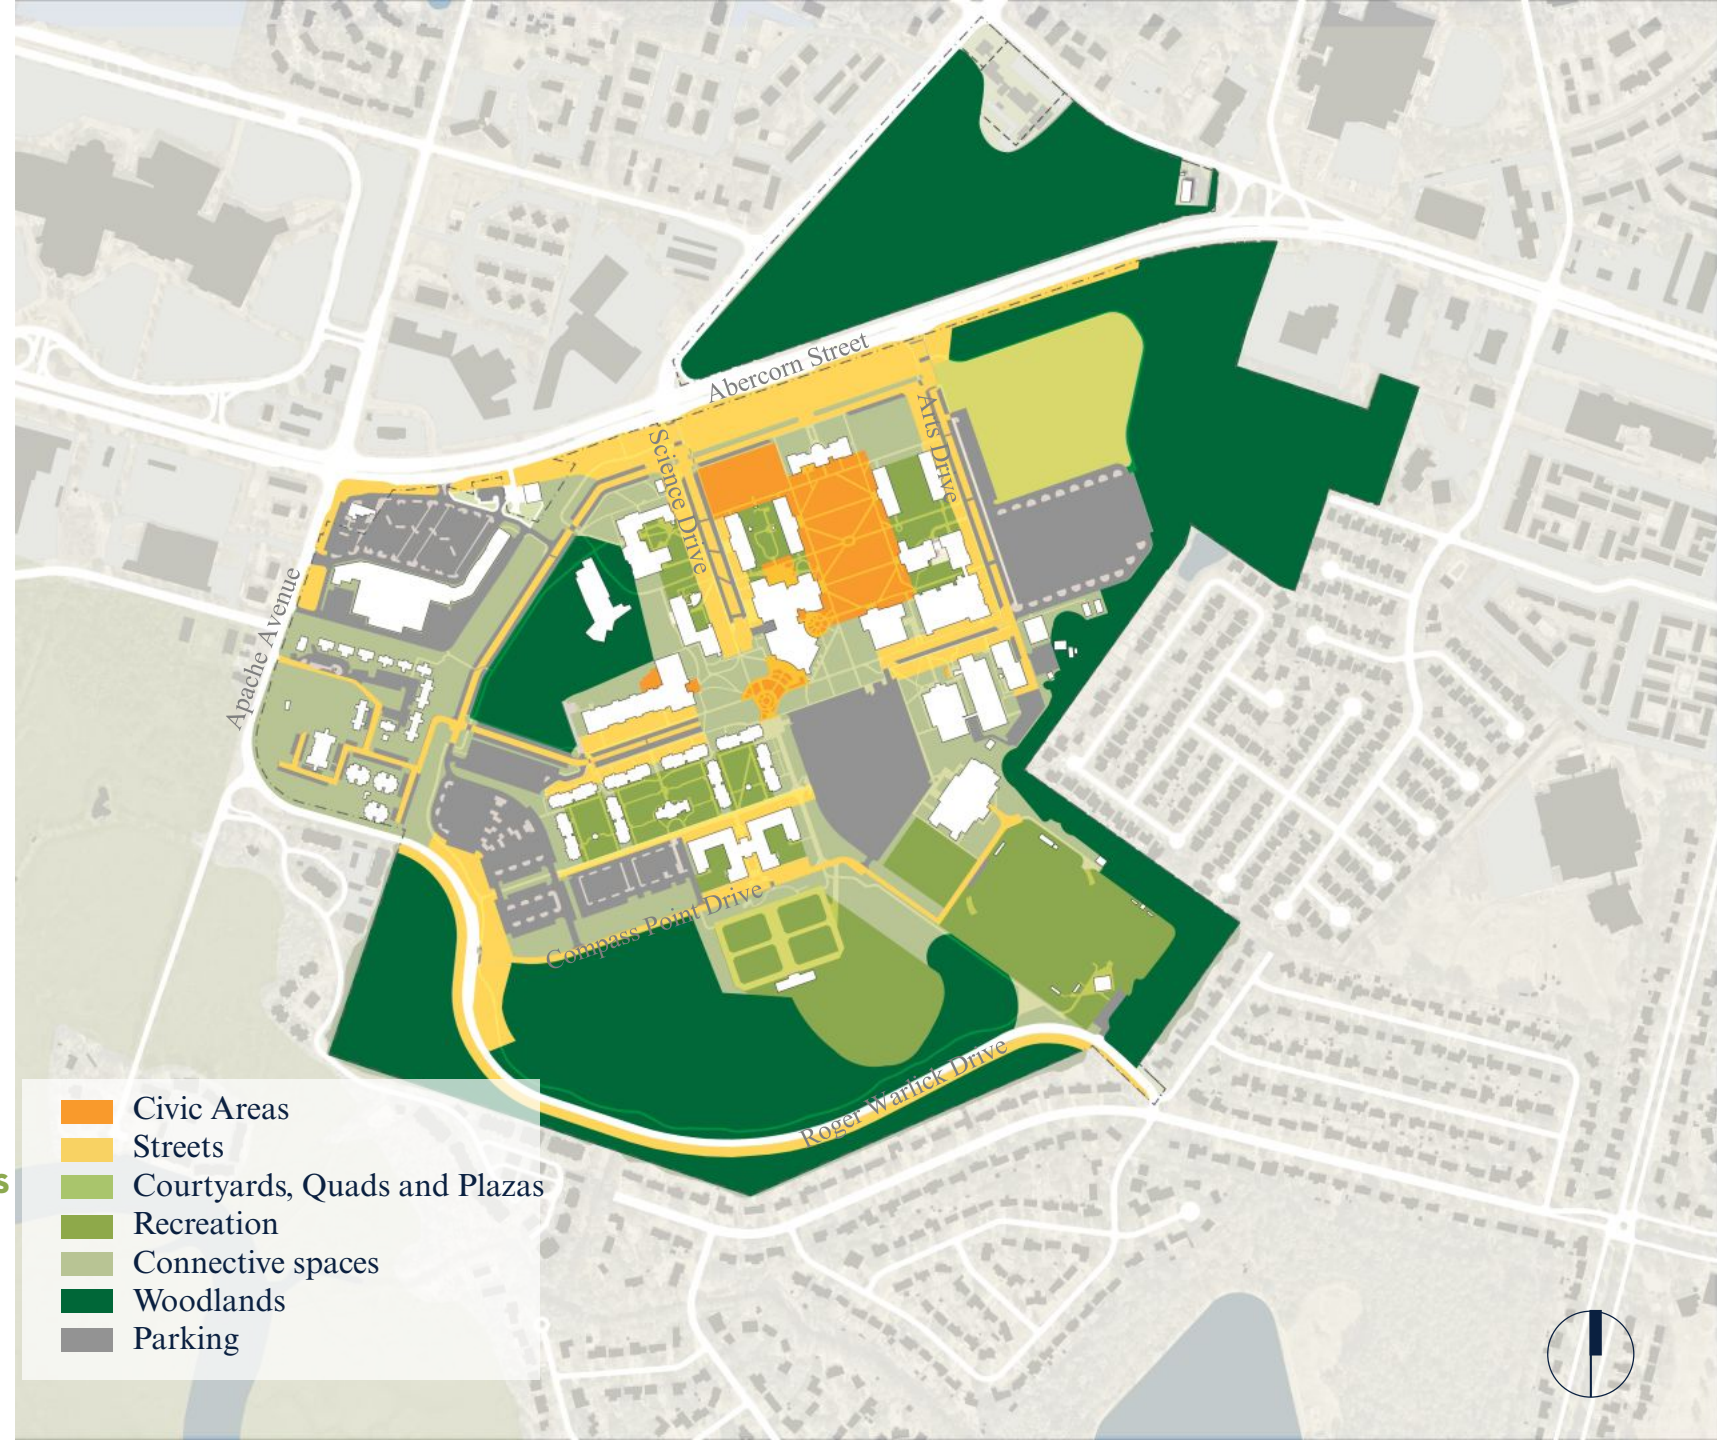 Abercorn Street
Arts Drive
Science Drive
Apache Avenue
Compass Point Drive
Roger Warlick Drive
Civic Areas
Streets
s
Courtyards, Quads and Plazas
Recreation
Connective spaces
Woodlands
Parking